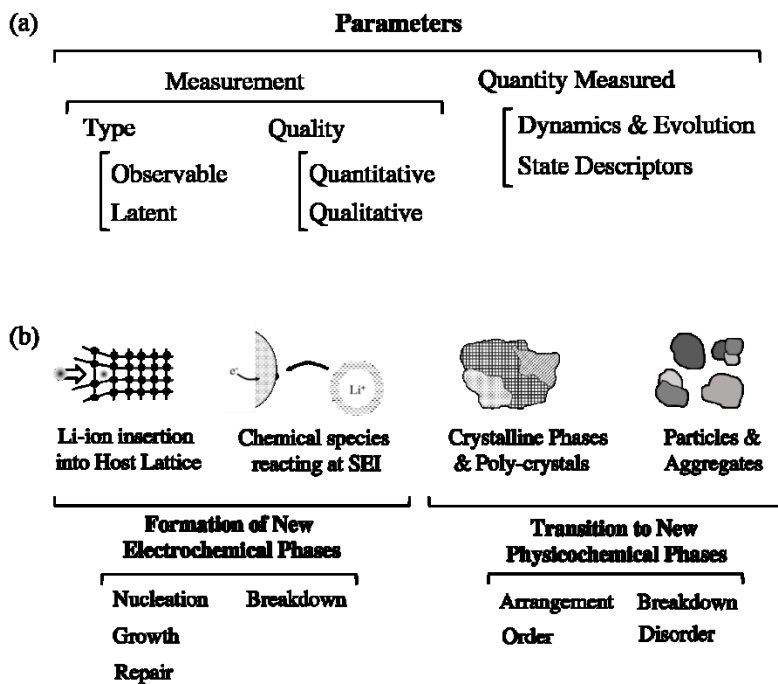 (a)
Parameters
Measurement
Quantity Measured
Type
Quality
Dynamics & Evolution
Observable
Quantitative
State Descriptors
Latent
Qualitative
(b)
e-
Li+
Li-ion insertion
into Host Lattice
Chemical species
reacting at SEI
Crystalline Phases
& Poly-crystals
Particles &
Aggregates
Formation of New
Electrochemical Phases
Transition to New
Physicochemical Phases
Nucleation
Breakdown
Growth
Repair
Arrangement
Breakdown
Order
Disorder